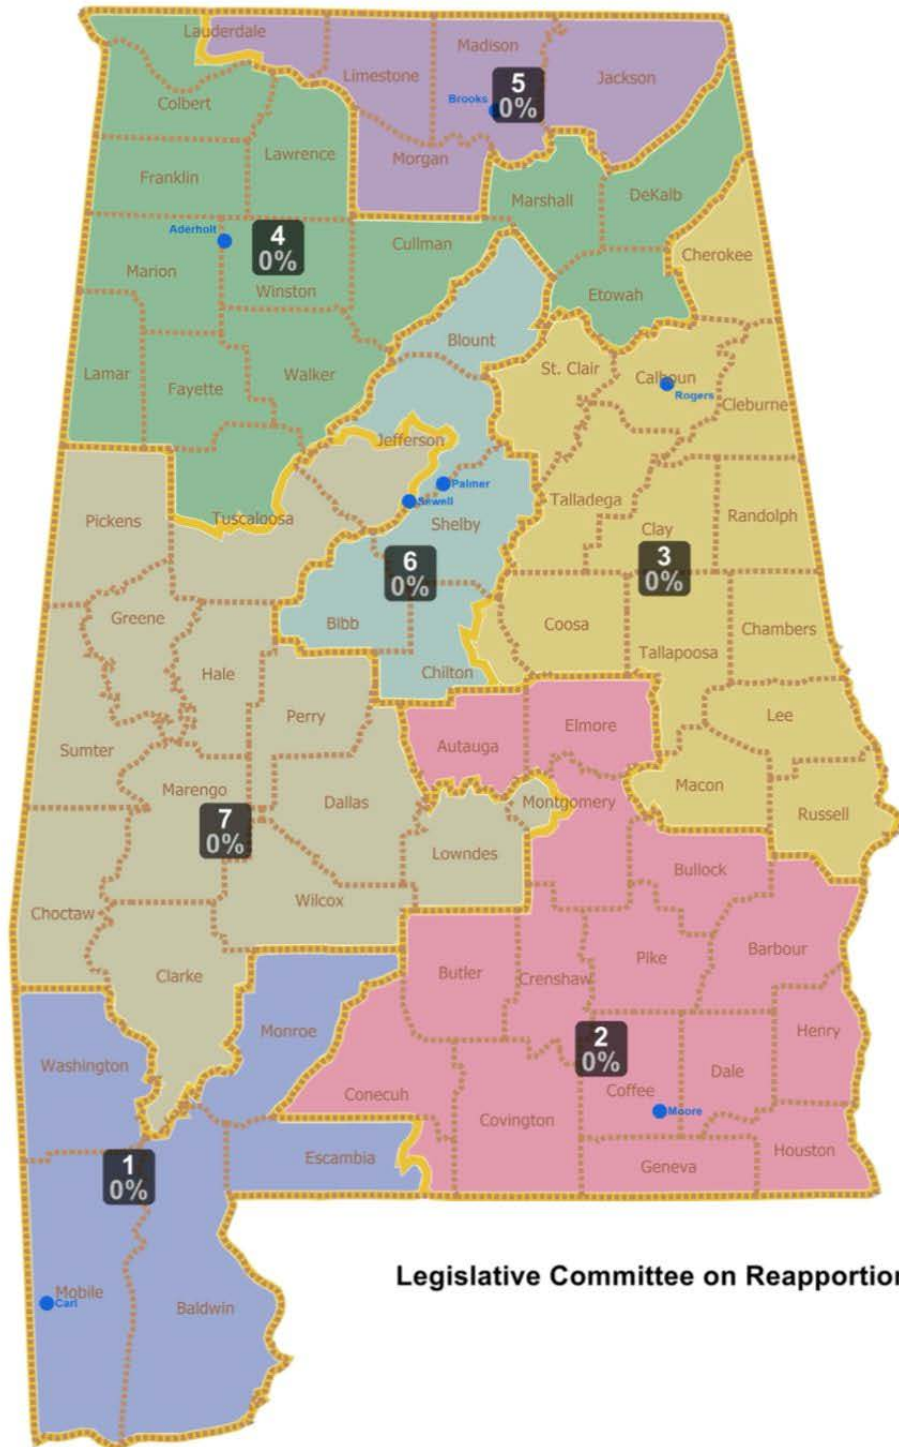 Lauderdale
Madison
Limestone
Jackson
5
0%
Brooks
Colbert
Lawrence
Morgan
Franklin
DeKalb
Marshall
Aderholt
4
0%
Cullman
Cherokee
Marion
Winston
Etowah
Blount
St. Clair
Lamar
Fayette
Walker
Calhoun
Rogers
Cleburne
Jefferson
Palmer
Sewell
Talladega
Pickens
Tuscaloosa
Shelby
Clay
Randolph
6
0%
3
0%
Greene
Bibb
Coosa
Chambers
Tallapoosa
Hale
Chilton
Perry
Lee
Elmore
Autauga
Sumter
Marengo
Dallas
Montgomery
Macon
Russell
7
0%
Lowndes
Bullock
Choctaw
Wilcox
Barbour
Pike
Clarke
Butler
Crenshaw
Monroe
Henry
2
0%
Washington
Dale
Conecuh
Coffee
Moore
Covington
Escambia
Houston
Geneva
1
0%
Legislative Committee on Reapportion
Mobile
Carl
Baldwin